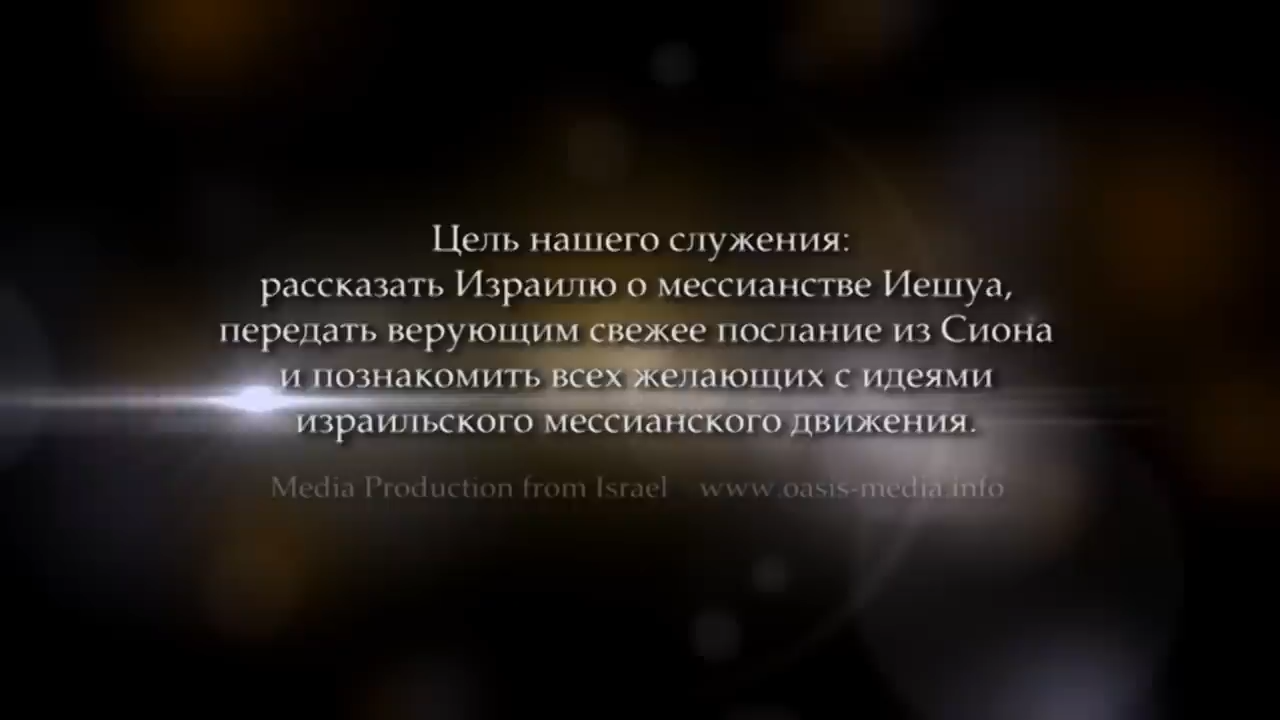 Цель нашего служения:
рассказать Израилю о мессианстве Иешуа,
передать верующим свежее послание из Сиона
и познакомить всех желающих с идеями
израильского мессианского движения.
Media Production from Israel www.oasis-media.info